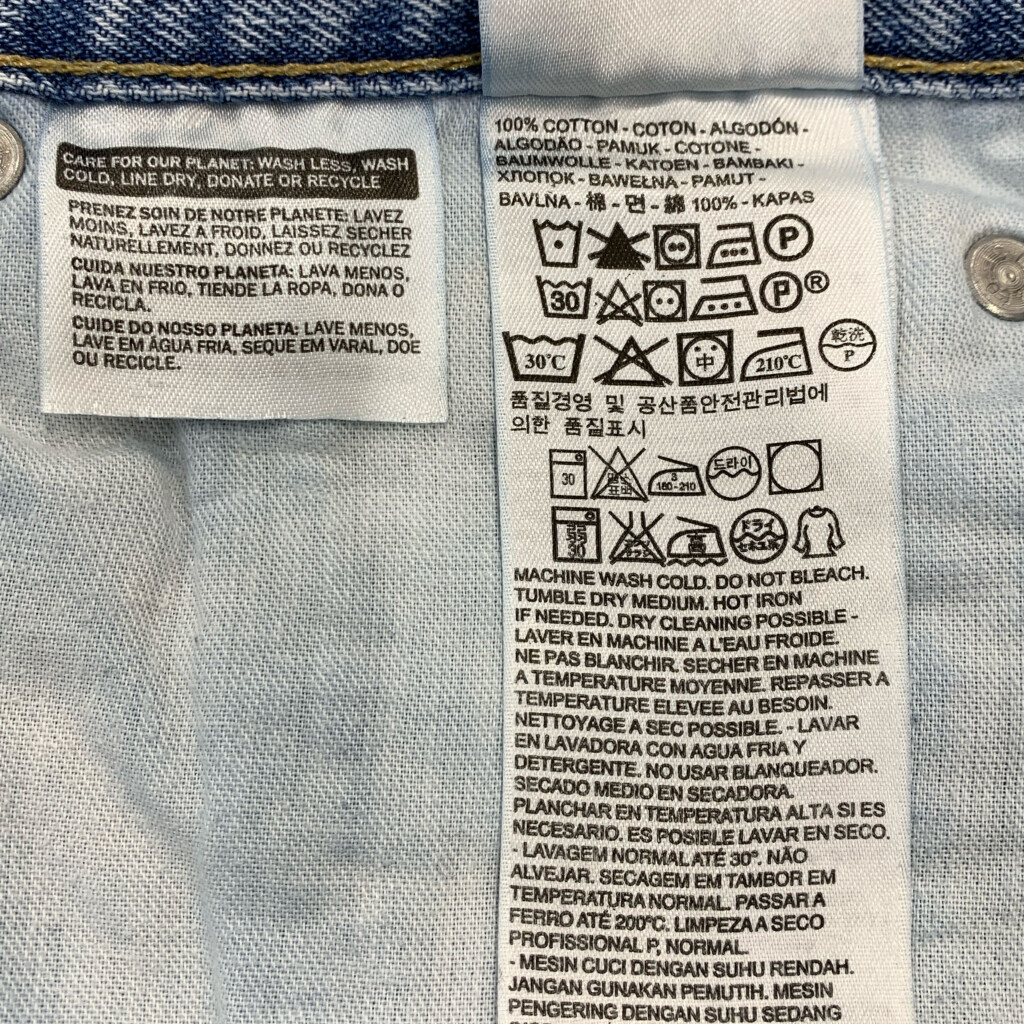 CARE FOR OUR PLANET: WASH LESS, WASH
COLD, LINE DRY, DONATE OR RECYCLE
PRENEZ SOIN DE NOTRE PLANETE: LAVEZ
MOINS, LAVEZ A FROID, LAISSEZ SECHER
NATURELLEMENT, DONNEZ OU RECYCLEZ
CUIDA NUESTRO PLANETA: LAVA MENOS,
LAVA EN FRIO, TIENDE LA ROPA, DONA O
RECICLA.
CUIDE DO NOSSO PLANETA: LAVE MENOS,
LAVE EM ÁGUA FRIA, SEQUE EM VARAL, DOE
OU RECICLE.
100% COTTON - COTON - ALGODÓN -
ALGODÃO - PAMUK - COTONE -
BAUMWOLLE - KATOEN - BAMBAKI -
ХЛОПОК - BAWEŁNA - PAMUT -
BAVLŇA - 棉 - 면 - 綿 100% - KAPAS
P
30 P®
30°C 中 210°C 乾洗 P
품질경영 및 공산품안전관리법에
의한 품질표시
30 3 180-210 드라이
弱 30 高 ドライ
MACHINE WASH COLD. DO NOT BLEACH.
TUMBLE DRY MEDIUM. HOT IRON
IF NEEDED. DRY CLEANING POSSIBLE -
LAVER EN MACHINE A L'EAU FROIDE.
NE PAS BLANCHIR. SECHER EN MACHINE
A TEMPERATURE MOYENNE. REPASSER A
TEMPERATURE ELEVEE AU BESOIN.
NETTOYAGE A SEC POSSIBLE. - LAVAR
EN LAVADORA CON AGUA FRIA Y
DETERGENTE. NO USAR BLANQUEADOR.
SECADO MEDIO EN SECADORA.
PLANCHAR EN TEMPERATURA ALTA SI ES
NECESARIO. ES POSIBLE LAVAR EN SECO.
- LAVAGEM NORMAL ATÉ 30°. NÃO
ALVEJAR. SECAGEM EM TAMBOR EM
TEMPERATURA NORMAL. PASSAR A
FERRO ATÉ 200°C. LIMPEZA A SECO
PROFISSIONAL P, NORMAL.
- MESIN CUCI DENGAN SUHU RENDAH.
JANGAN GUNAKAN PEMUTIH. MESIN
PENGERING DENGAN SUHU SEDANG